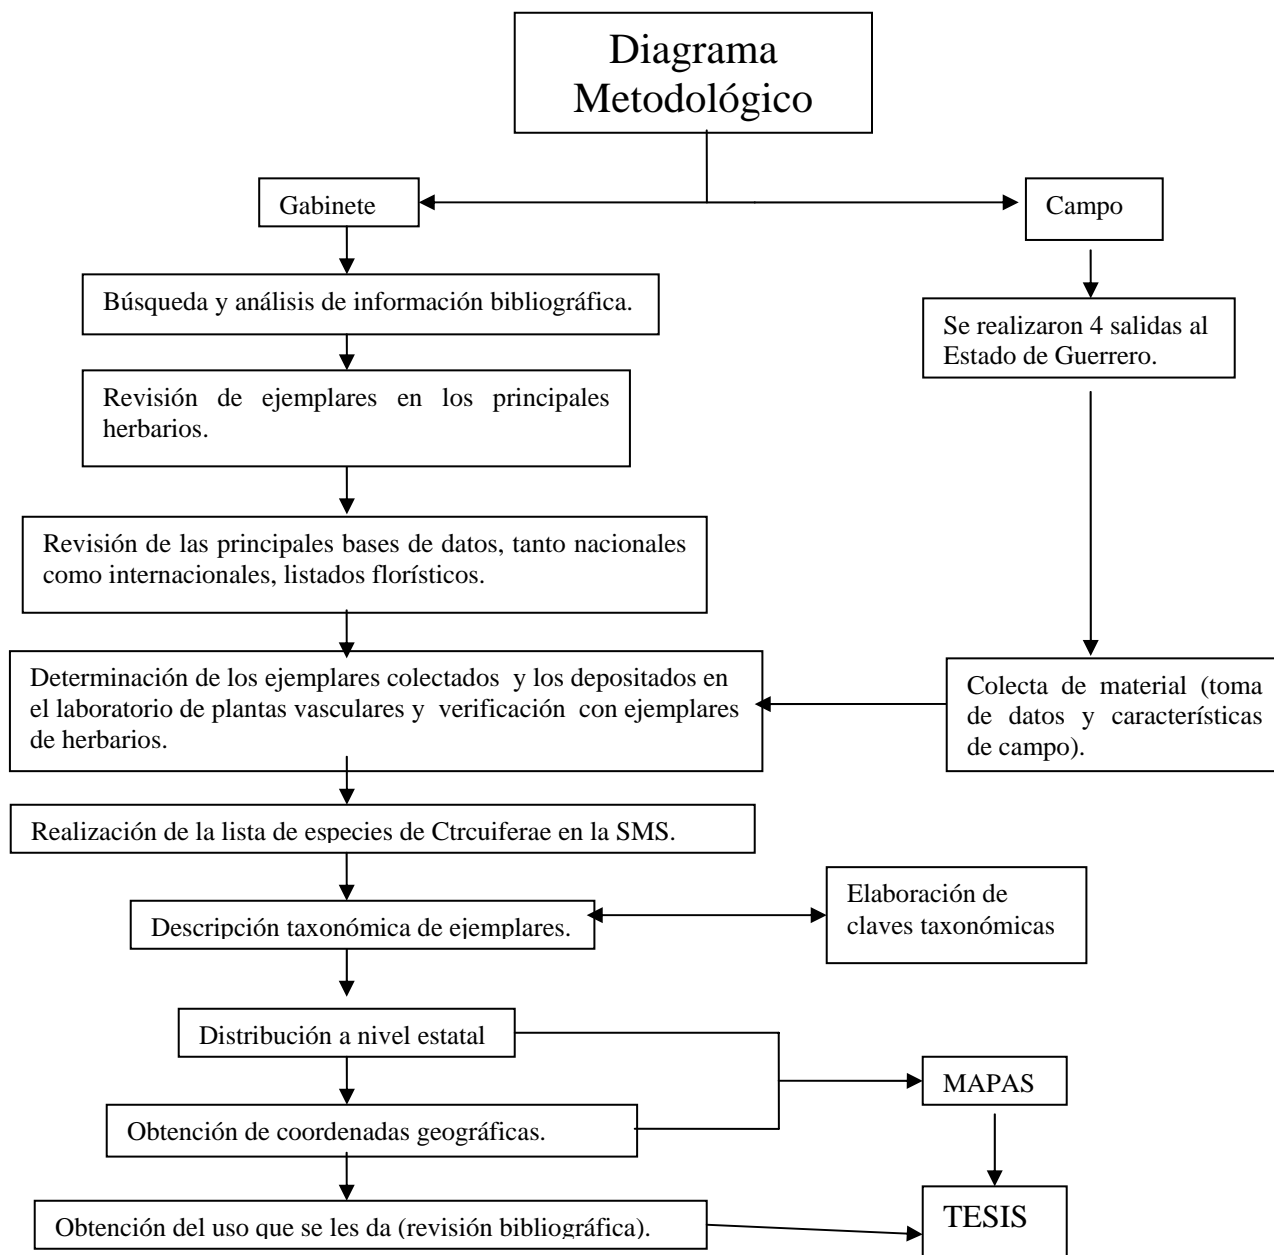 Diagrama
Metodológico
Gabinete
Campo
Búsqueda y análisis de información bibliográfica.
Se realizaron 4 salidas al
Estado de Guerrero.
Revisión de ejemplares en los principales
herbarios.
Revisión de las principales bases de datos, tanto nacionales
como internacionales, listados florísticos.
Determinación de los ejemplares colectados y los depositados en
el laboratorio de plantas vasculares y verificación con ejemplares
de herbarios.
Colecta de material (toma
de datos y características
de campo).
Realización de la lista de especies de Ctrcuiferae en la SMS.
Descripción taxonómica de ejemplares.
Elaboración de
claves taxonómicas
Distribución a nivel estatal
MAPAS
Obtención de coordenadas geográficas.
Obtención del uso que se les da (revisión bibliográfica).
TESIS